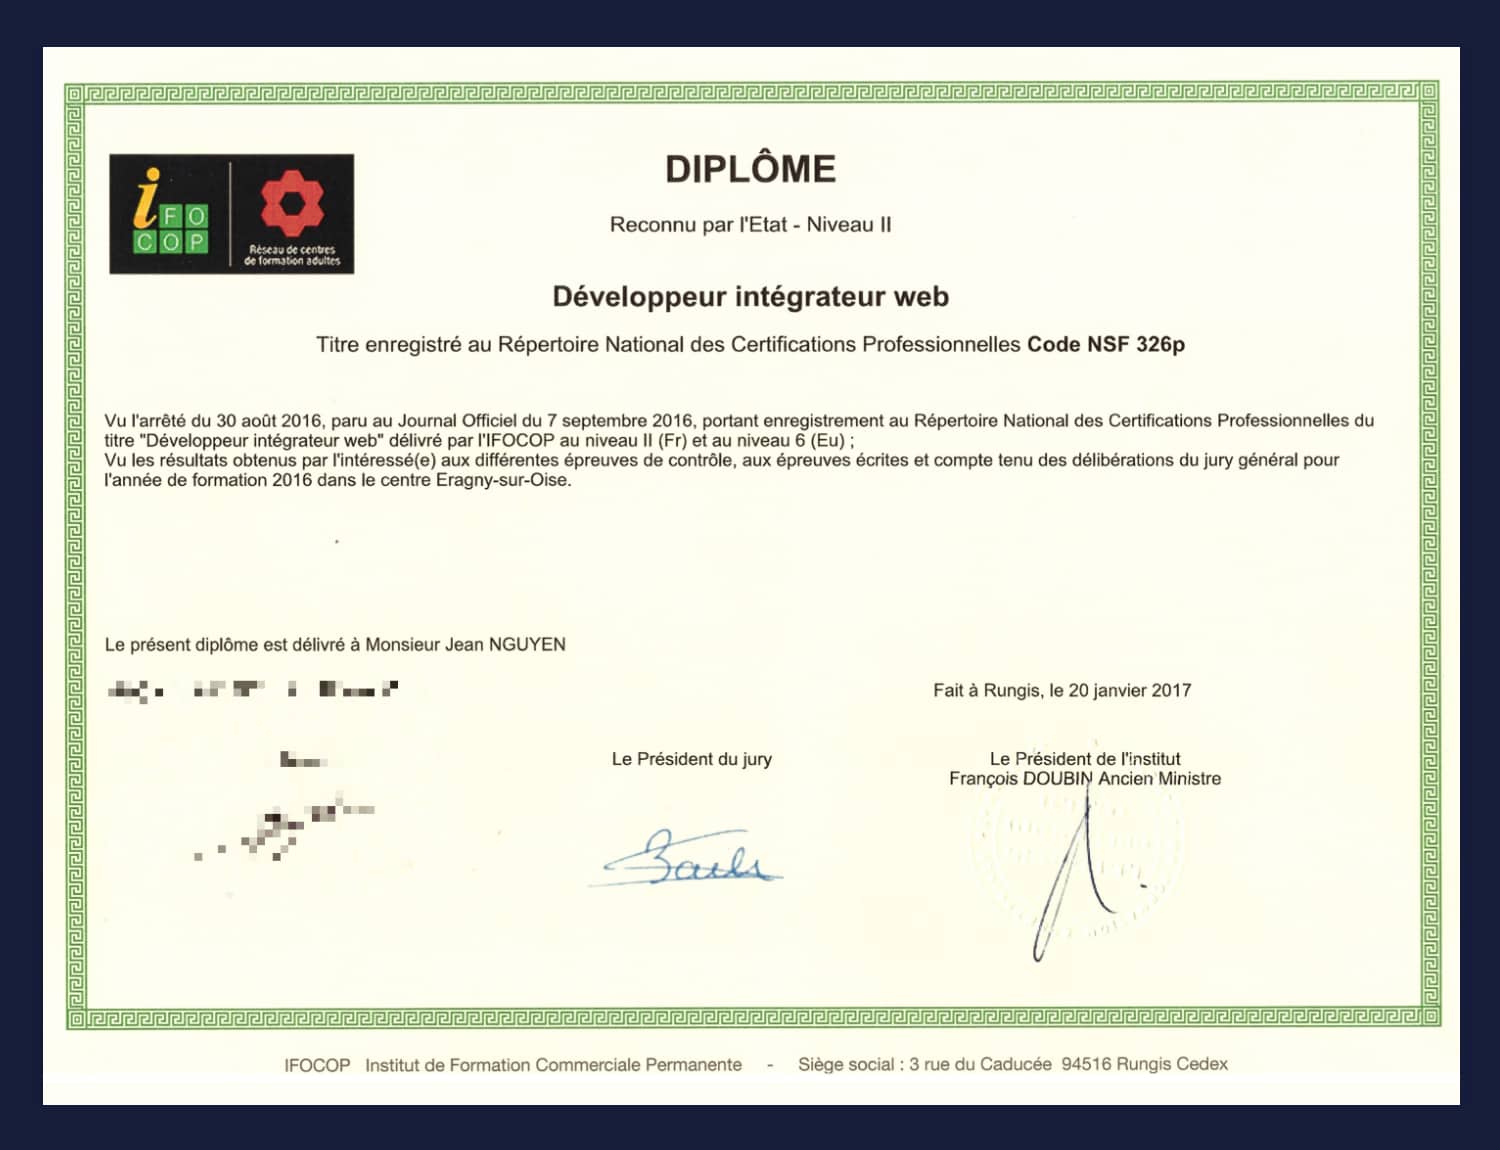 iFOCOP
Réseau de centres
de formation adultes
DIPLÔME
Reconnu par l'Etat - Niveau II
Développeur intégrateur web
Titre enregistré au Répertoire National des Certifications Professionnelles Code NSF 326p
Vu l'arrêté du 30 août 2016, paru au Journal Officiel du 7 septembre 2016, portant enregistrement au Répertoire National des Certifications Professionnelles du
titre "Développeur intégrateur web" délivré par l'IFOCOP au niveau II (Fr) et au niveau 6 (Eu) ;
Vu les résultats obtenus par l'intéressé(e) aux différentes épreuves de contrôle, aux épreuves écrites et compte tenu des délibérations du jury général pour
l'année de formation 2016 dans le centre Eragny-sur-Oise.
Le présent diplôme est délivré à Monsieur Jean NGUYEN
Fait à Rungis, le 20 janvier 2017
Le Président du jury
Le Président de l'institut
François DOUBIN Ancien Ministre
IFOCOP Institut de Formation Commerciale Permanente - Siège social : 3 rue du Caducée 94516 Rungis Cedex